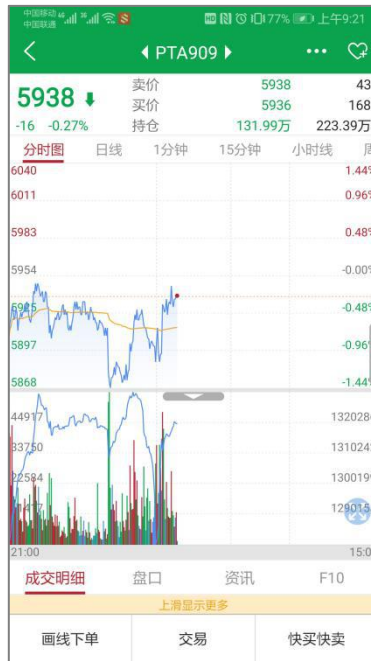 中国移动
中国联通
77%
上午9:21
PTA909
5938
卖价 5938 43
买价 5936 168
-16 -0.27%
持仓 131.99万 223.39万
分时图 日线 1分钟 15分钟 小时线
6040 1.44%
6011 0.96%
5983 0.48%
5954 -0.00%
5925 -0.48%
5897 -0.96%
5868 -1.44%
44917 132028
33750 131024
22584 130019
129015
21:00 15:0
成交明细 盘口 资讯 F10
上滑显示更多
画线下单 交易 快买快卖